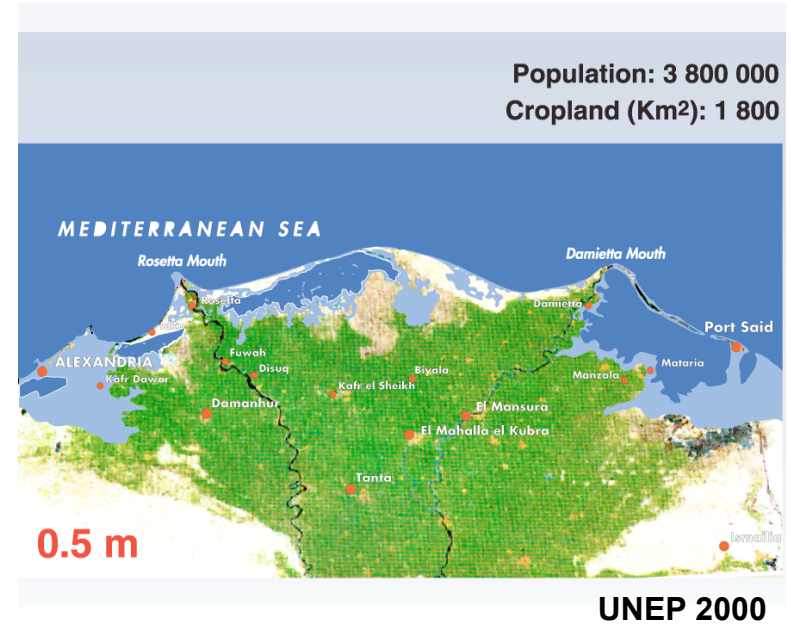 Population: 3 800 000
Cropland (Km²): 1 800
MEDITERRANEAN SEA
Rosetta Mouth
Damietta Mouth
Rosetta
Damietta
Port Said
ALEXANDRIA
Fuwah
Disuq
Mataria
Kafr Dawar
Kafr el Sheikh
Biyala
Manzala
Damanhur
El Mansura
El Mahalla el Kubra
Tanta
0.5 m
Ismailia
UNEP 2000